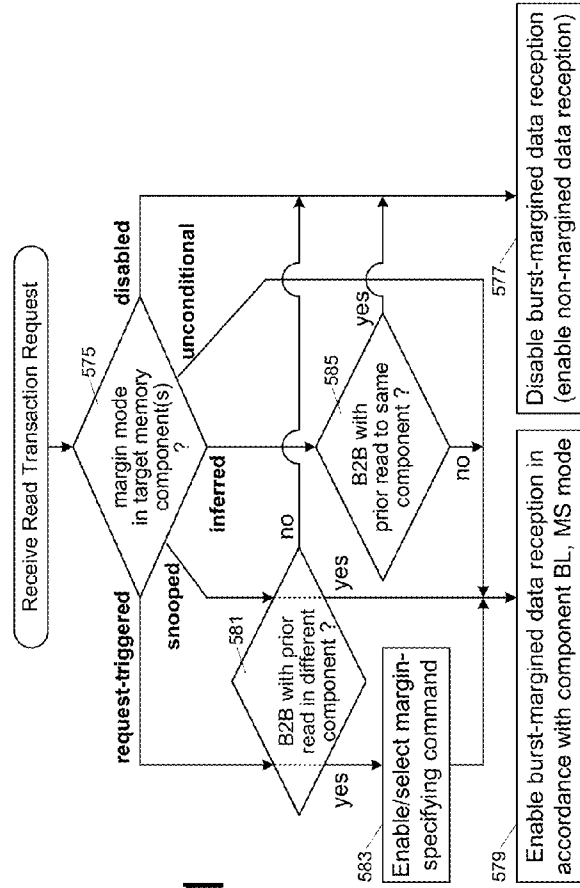 Receive Read Transaction Request
575
margin mode
in target memory
component(s)
?
disabled
unconditional
inferred
snooped
request-triggered
581
B2B with prior
read in different
component ?
no
yes
yes
585
B2B with
prior read to same
component ?
yes
no
583
Enable/select margin-
specifying command
579
Enable burst-margined data reception in
accordance with component BL, MS mode
577
Disable burst-margined data reception
(enable non-margined data reception)